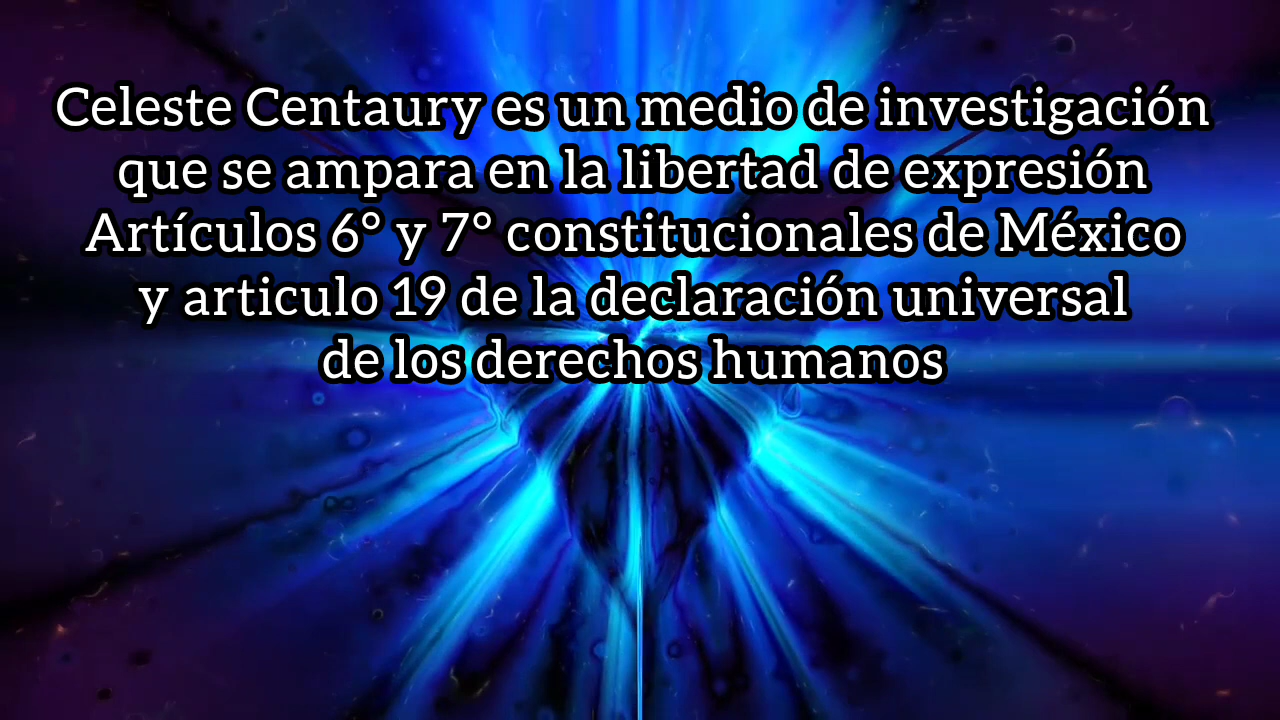 Celeste Centaury es un medio de investigación
que se ampara en la libertad de expresión
Artículos 6° y 7° constitucionales de México
y articulo 19 de la declaración universal
de los derechos humanos